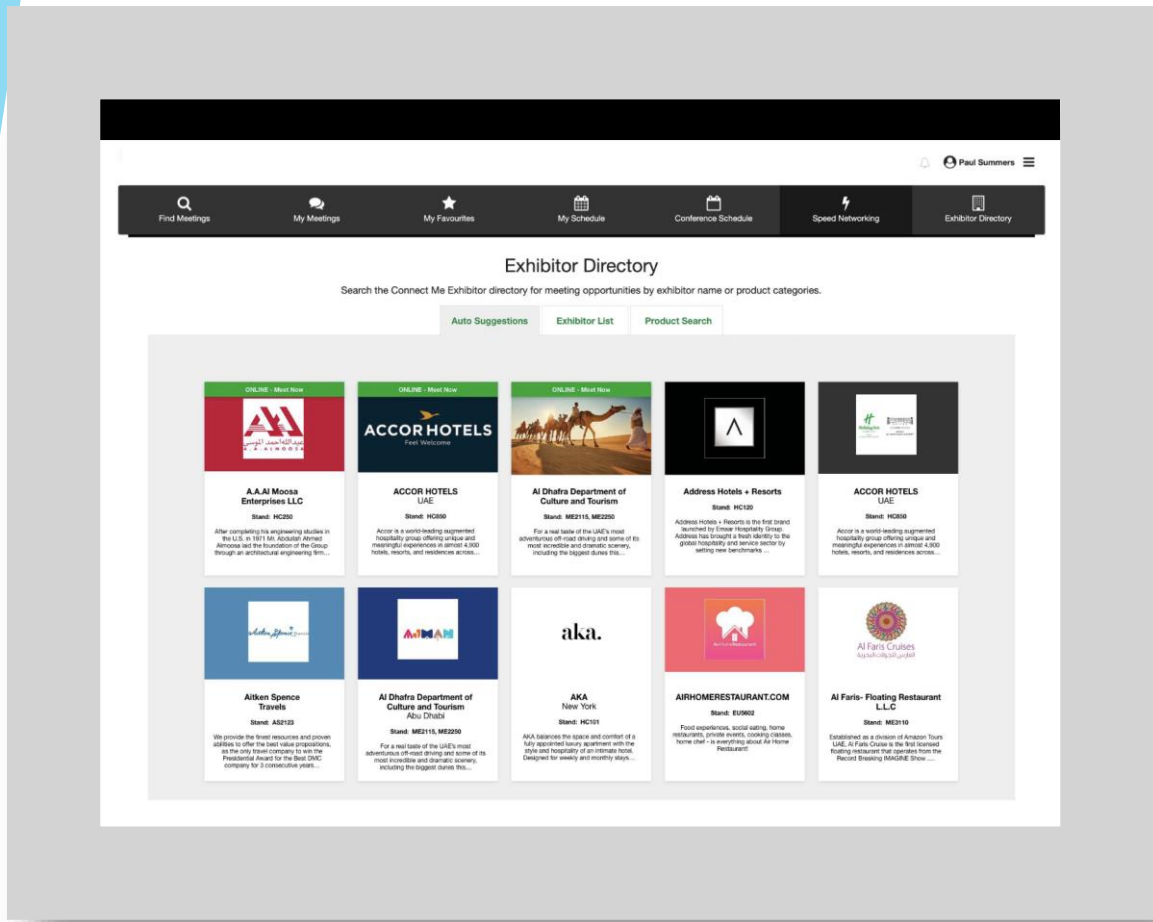 Paul Summers
Find Meetings
My Meetings
My Favourites
My Schedule
Conference Schedule
Speed Networking
Exhibitor Directory
Exhibitor Directory
Search the Connect Me Exhibitor directory for meeting opportunities by exhibitor name or product categories.
Auto Suggestions
Exhibitor List
Product Search
ONLINE - Meet Now
عبدالله احمد الموسى
A.A.ALMOOSA
A.A.Al Moosa
Enterprises LLC
Stand: HC250
After completing his engineering studies in
the U.S. in 1971 Mr. Abdullah Ahmed
Almoosa laid the foundation of the Group
through an architectural engineering firm...
ONLINE - Meet Now
ACCOR HOTELS
Feel Welcome
ACCOR HOTELS
UAE
Stand: HC850
Accor is a world-leading augmented
hospitality group offering unique and
meaningful experiences in almost 4,900
hotels, resorts, and residences across...
ONLINE - Meet Now
Al Dhafra Department of
Culture and Tourism
Stand: ME2115, ME2250
For a real taste of the UAE's most
adventurous off-road driving and some of its
most incredible and dramatic scenery,
including the biggest dunes this...
Address Hotels + Resorts
Stand: HC120
Address Hotels + Resorts is the first brand
launched by Emaar Hospitality Group.
Address has brought a fresh identity to the
global hospitality and service sector by
setting new benchmarks ...
Holiday Inn
ACCOR HOTELS
UAE
Stand: HC850
Accor is a world-leading augmented
hospitality group offering unique and
meaningful experiences in almost 4,900
hotels, resorts, and residences across...
Aitken Spence
Aitken Spence
Travels
Stand: AS2123
We provide the finest resources and proven
abilities to offer the best value propositions,
as the only travel company to win the
Presidential Award for the Best DMC
company for 3 consecutive years...
AJMAN
Al Dhafra Department of
Culture and Tourism
Abu Dhabi
Stand: ME2115, ME2250
For a real taste of the UAE's most
adventurous off-road driving and some of its
most incredible and dramatic scenery,
including the biggest dunes this...
aka.
AKA
New York
Stand: HC101
AKA balances the space and comfort of a
fully appointed luxury apartment with the
style and hospitality of an intimate hotel.
Designed for weekly and monthly stays...
AirHomeRestaurant
AIRHOMERESTAURANT.COM
Stand: EU5602
Food experiences, social eating, home
restaurants, private events, cooking classes,
home chef - is everything about Air Home
Restaurant!
Al Faris Cruises
الفارس للجولات البحرية
Al Faris- Floating Restaurant
L.L.C
Stand: ME3110
Established as a division of Amazon Tours
UAE, Al Faris Cruise is the first licensed
floating restaurant that operates from the
Record Breaking IMAGINE Show ....